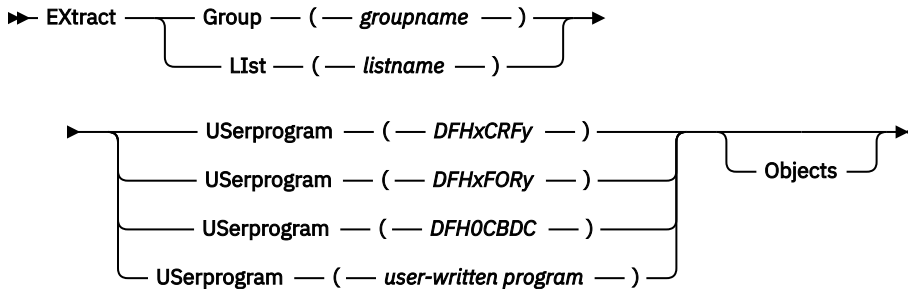 EXtract Group ( groupname )
LIst ( listname )
USerprogram ( DFHxCRFy )
USerprogram ( DFHxFORy )
Objects
USerprogram ( DFH0CBDC )
USerprogram ( user-written program )